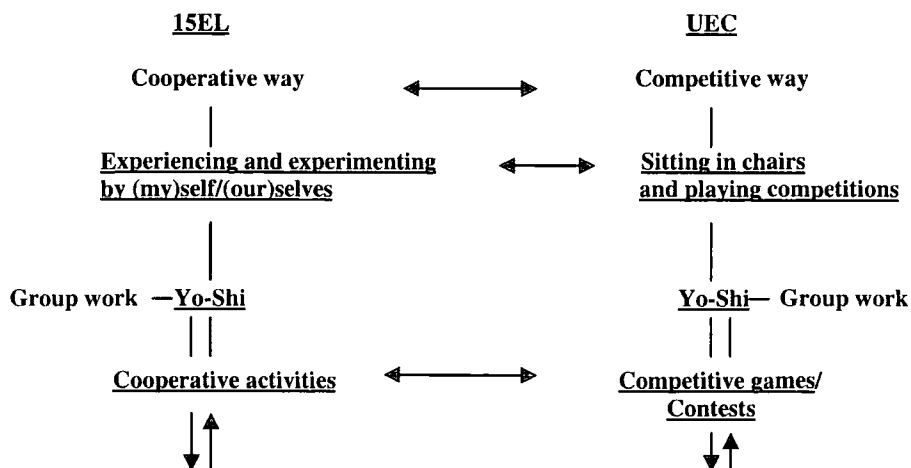 15EL
UEC
Cooperative way
Competitive way
Experiencing and experimenting
by (my)self/(our)selves
Sitting in chairs
and playing competitions
Group work
Yo-Shi
Yo-Shi
Group work
Cooperative activities
Competitive games/
Contests